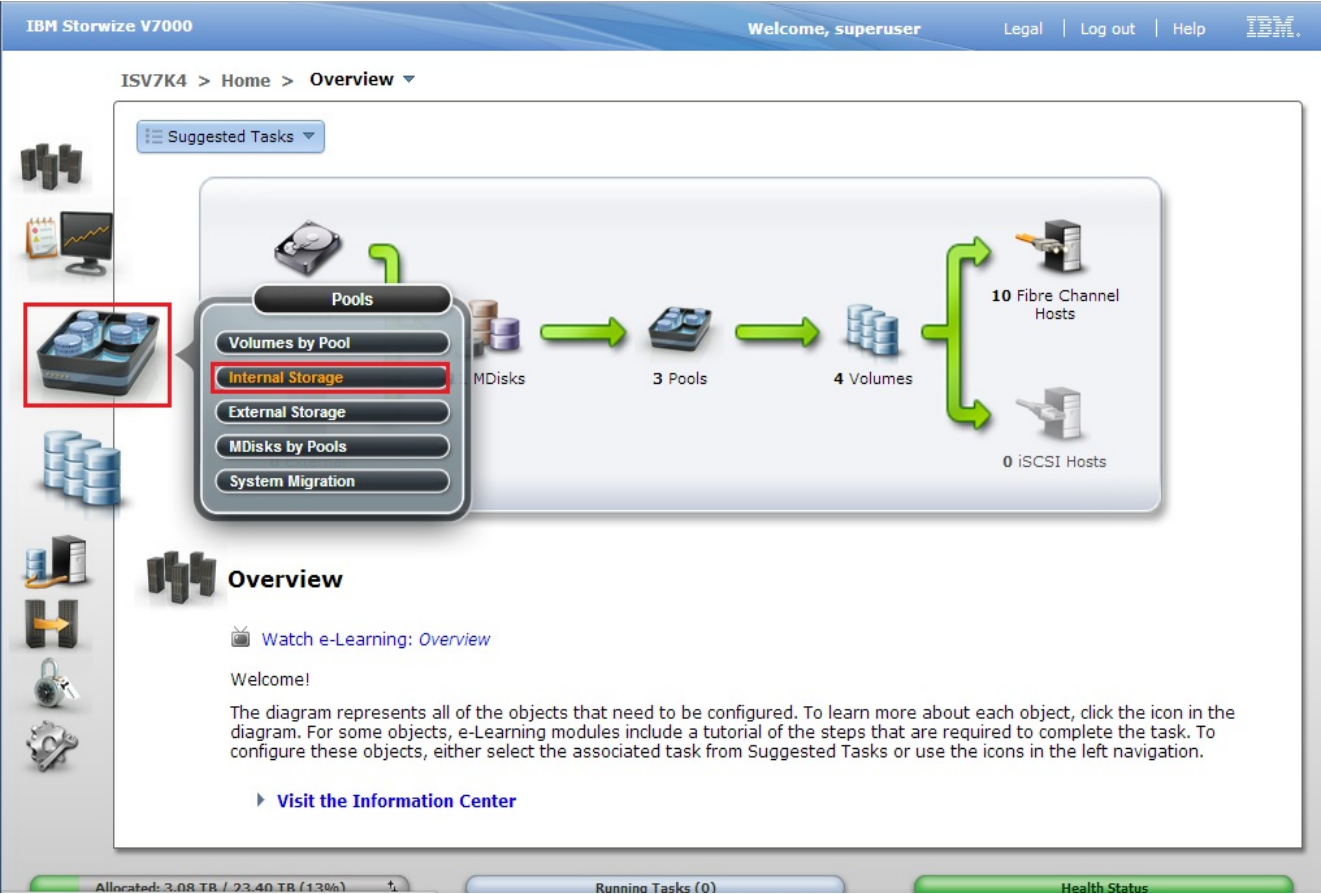 IBM Storwize V7000
Welcome, superuser
Legal | Log out | Help
IBM.
ISV7K4 > Home > Overview
Suggested Tasks
Pools
Volumes by Pool
Internal Storage
External Storage
MDisks by Pools
System Migration
MDisks
3 Pools
4 Volumes
10 Fibre Channel
Hosts
0 iSCSI Hosts
Overview
Watch e-Learning: Overview
Welcome!
The diagram represents all of the objects that need to be configured. To learn more about each object, click the icon in the
diagram. For some objects, e-Learning modules include a tutorial of the steps that are required to complete the task. To
configure these objects, either select the associated task from Suggested Tasks or use the icons in the left navigation.
Visit the Information Center
Allocated: 3.08 TB / 23.40 TB (13%)
Running Tasks (0)
Health Status